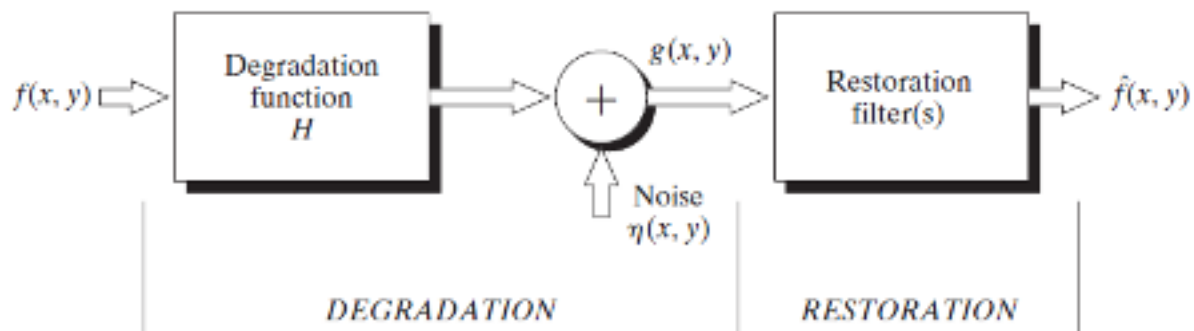 f(x, y)
Degradation
function
H
+
g(x, y)
Noise
η(x, y)
Restoration
filter(s)
f̂(x, y)
DEGRADATION
RESTORATION